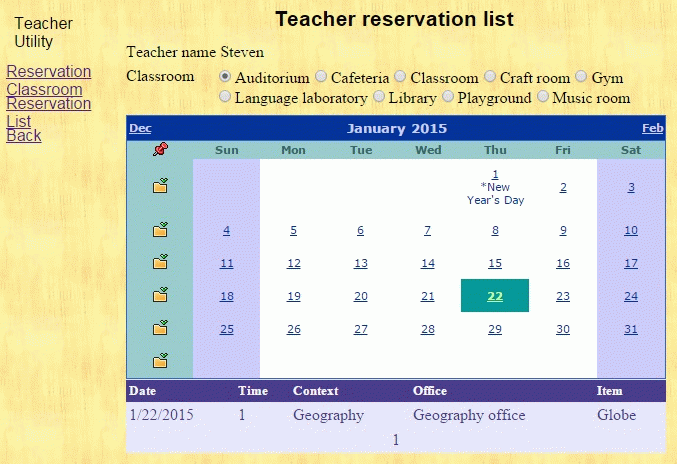 Teacher reservation list
Teacher
Utility
Reservation
Classroom
Reservation
List
Back
Teacher name Steven
Classroom Auditorium Cafeteria Classroom Craft room Gym
Language laboratory Library Playground Music room
Dec January 2015 Feb
Sun Mon Tue Wed Thu Fri Sat
1 2 3
*New
Year's Day
4 5 6 7 8 9 10
11 12 13 14 15 16 17
18 19 20 21 22 23 24
25 26 27 28 29 30 31
Date Time Context Office Item
1/22/2015 1 Geography Geography office Globe
1